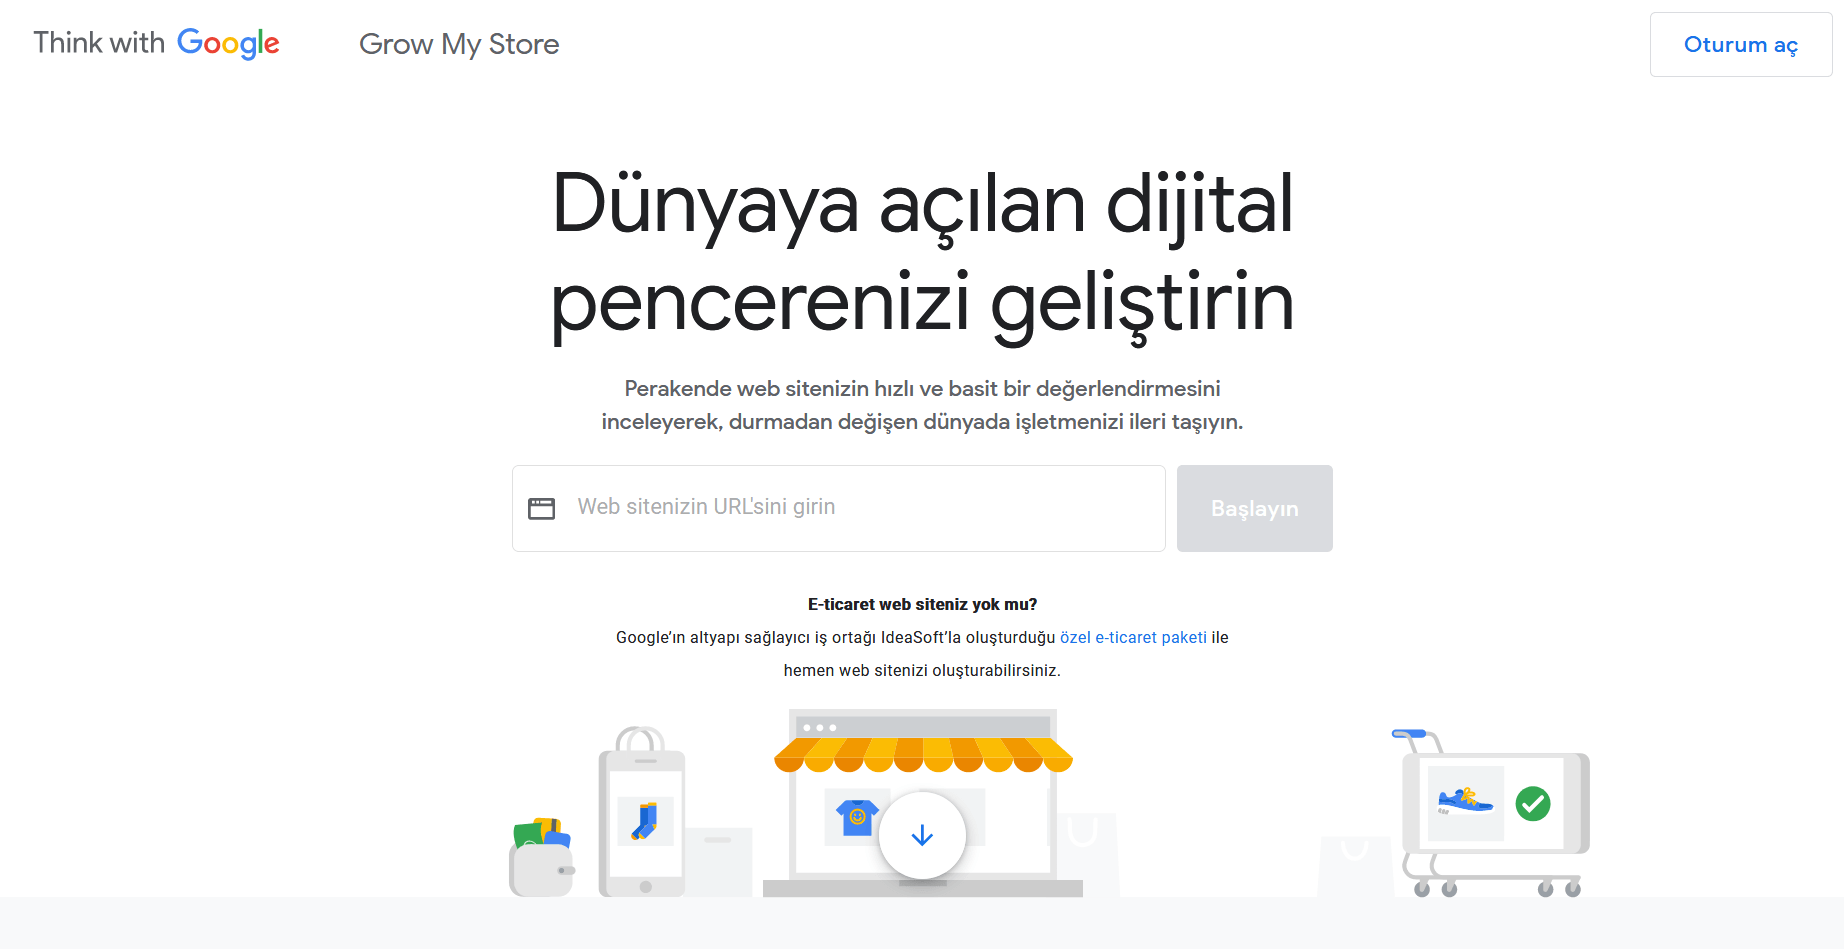 Think with Google
Grow My Store
Oturum aç
Dünyaya açılan dijital
pencerenizi geliştirin
Perakende web sitenizin hızlı ve basit bir değerlendirmesini
inceleyerek, durmadan değişen dünyada işletmenizi ileri taşıyın.
Web sitenizin URL'sini girin
Başlayın
E-ticaret web siteniz yok mu?
Google’ın altyapı sağlayıcı iş ortağı IdeaSoft’la oluşturduğu özel e-ticaret paketi ile
hemen web sitenizi oluşturabilirsiniz.